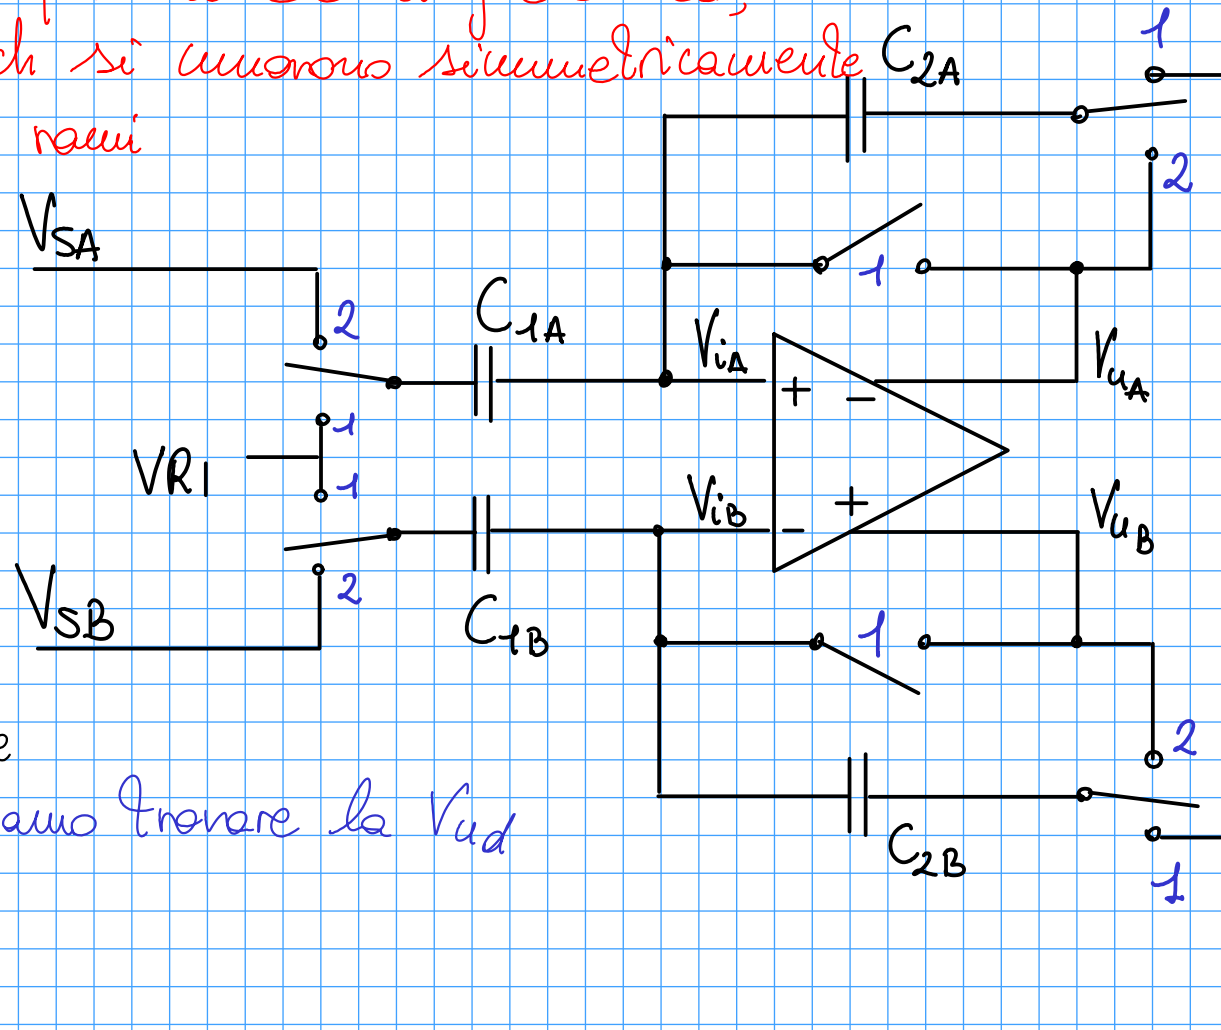 ch si muovono simmetricamente
rami
C2A
1
2
VSA
2
C1A
1
ViA
+ −
VuA
1
VR1
1
ViB
+
−
VuB
VSB
2
C1B
1
2
e
amo trovare la Vud
C2B
1